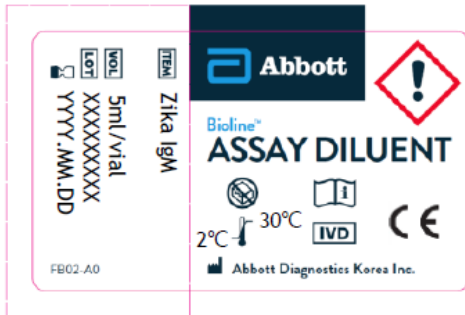 ITEM Zika IgM
VOL 5ml/vial
LOT XXXXXXXXX
YYYY.MM.DD
FB02-A0
Abbott
Bioline™
ASSAY DILUENT
2°C 30°C
i
IVD
CE
Abbott Diagnostics Korea Inc.